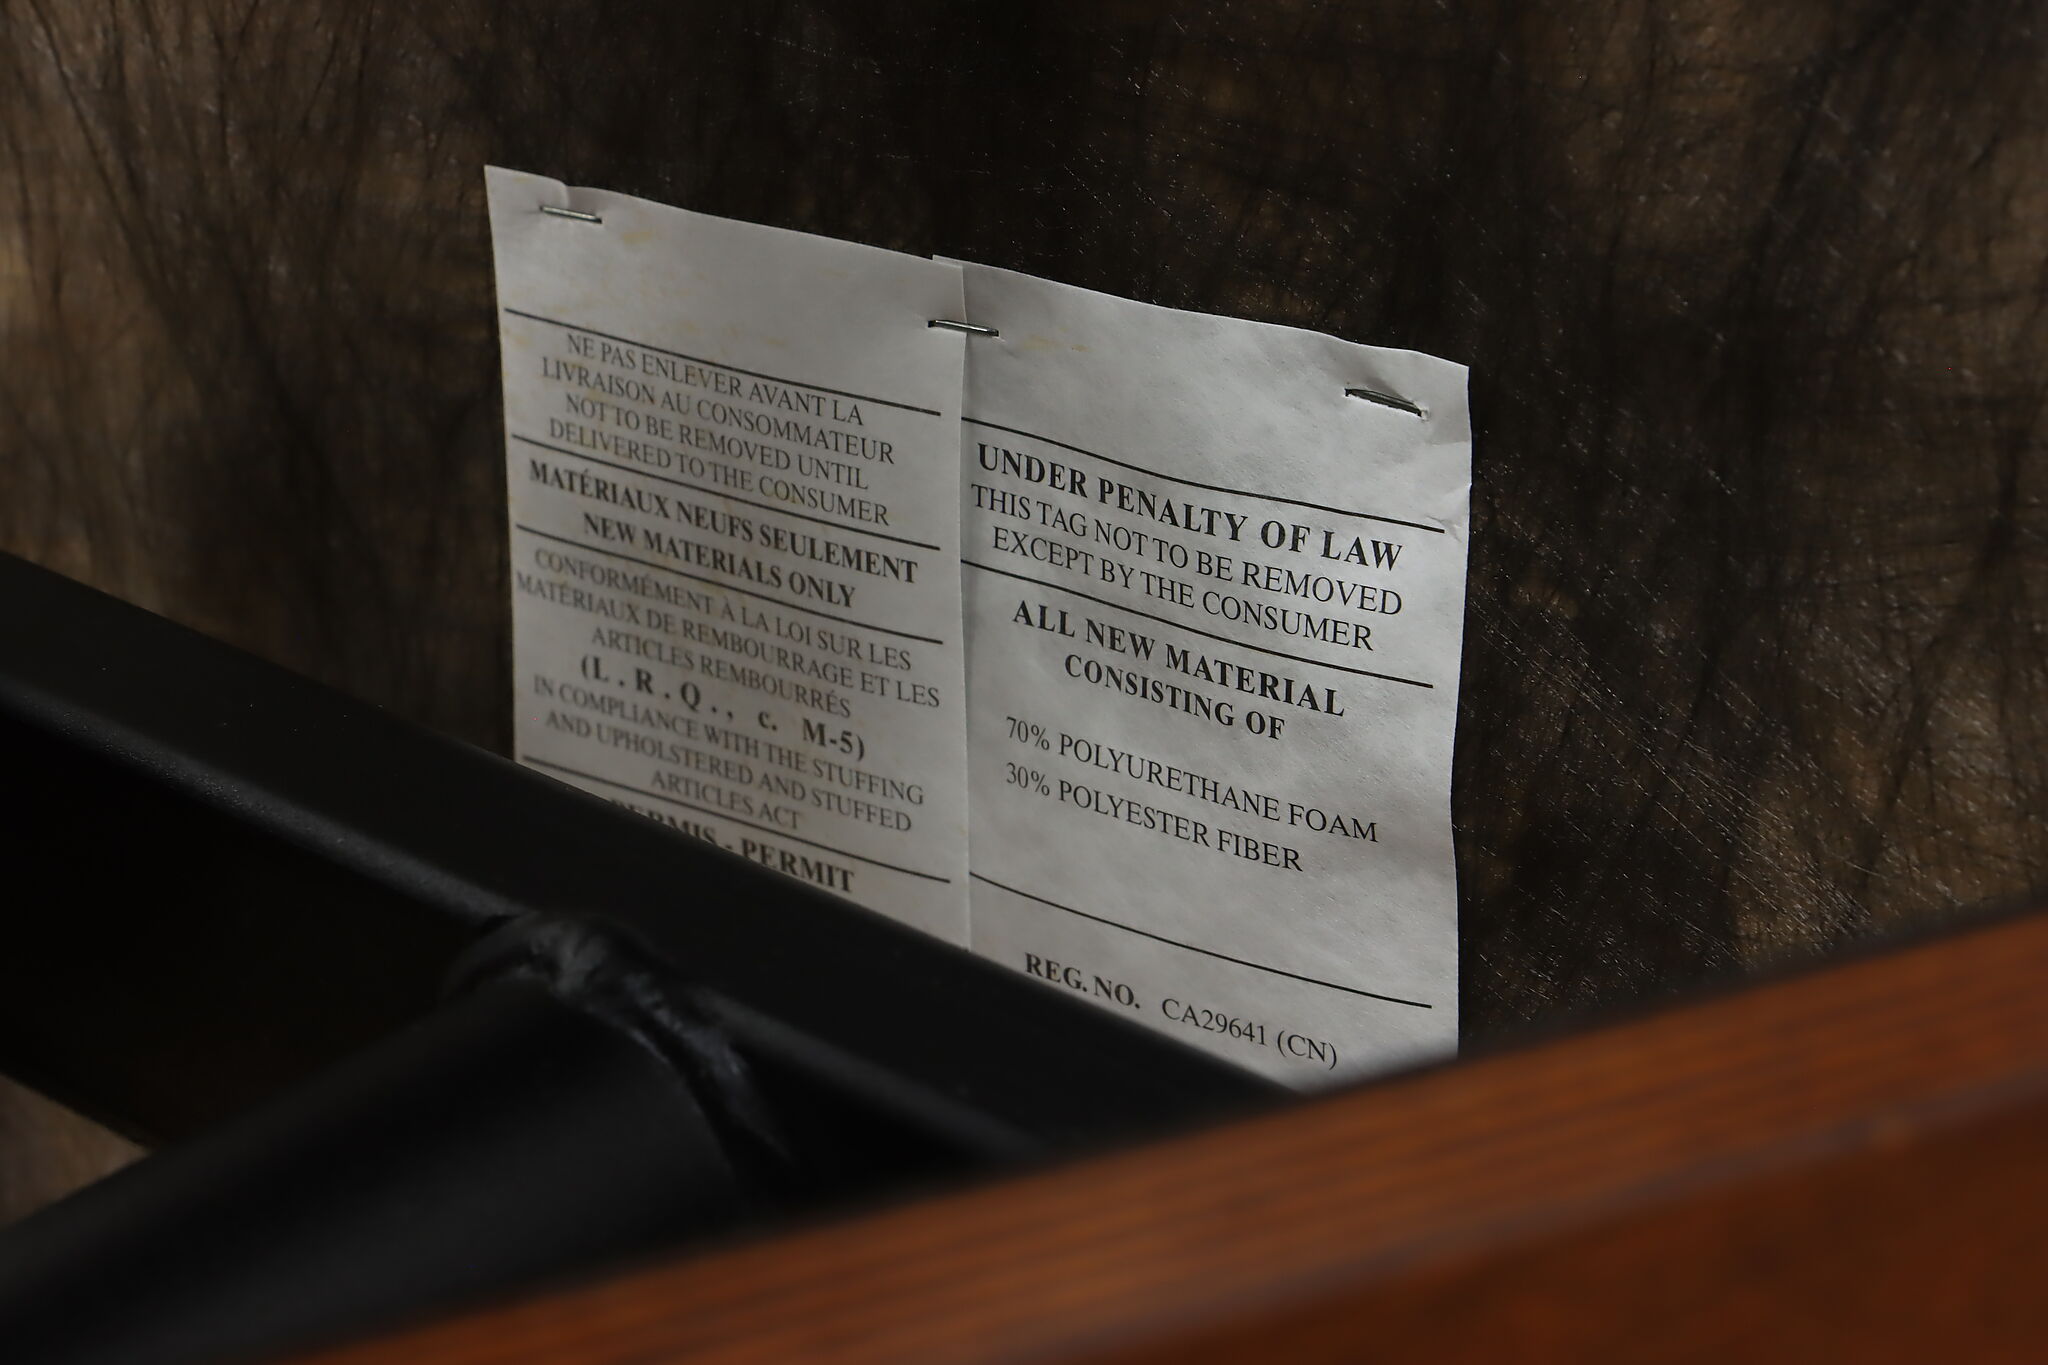 NE PAS ENLEVER AVANT LA
LIVRAISON AU CONSOMMATEUR
NOT TO BE REMOVED UNTIL
DELIVERED TO THE CONSUMER
MATÉRIAUX NEUFS SEULEMENT
NEW MATERIALS ONLY
CONFORMÉMENT À LA LOI SUR LES
MATÉRIAUX DE REMBOURRAGE ET LES
ARTICLES REMBOURRÉS
(L . R . Q . , c. M-5)
IN COMPLIANCE WITH THE STUFFING
AND UPHOLSTERED AND STUFFED
ARTICLES ACT
PERMIS - PERMIT
UNDER PENALTY OF LAW
THIS TAG NOT TO BE REMOVED
EXCEPT BY THE CONSUMER
ALL NEW MATERIAL
CONSISTING OF
70% POLYURETHANE FOAM
30% POLYESTER FIBER
REG. NO. CA29641 (CN)